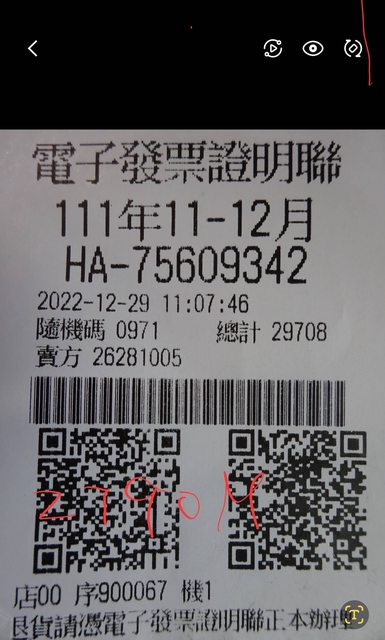 電子發票證明聯
111年11-12月
HA-75609342
2022-12-29 11:07:46
隨機碼 0971 總計 29708
賣方 26281005
店00 序900067 機1
退貨請憑電子發票證明聯正本辦理